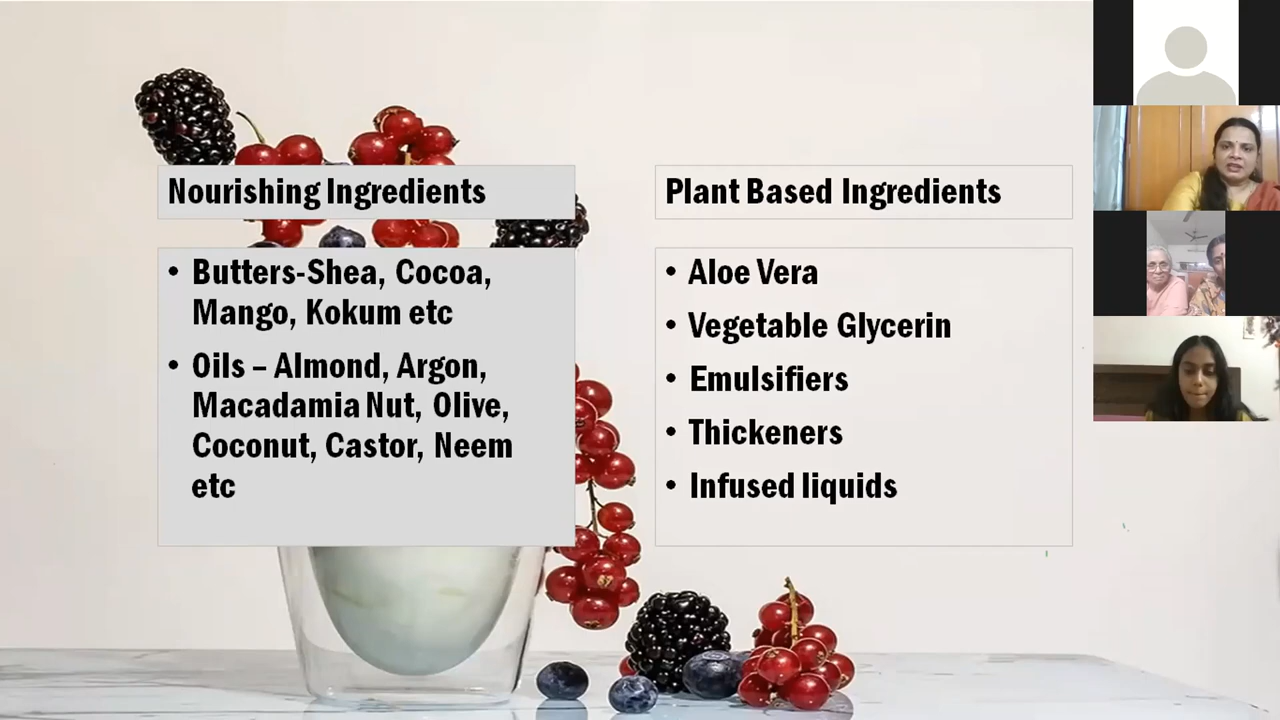 Nourishing Ingredients
• Butters-Shea, Cocoa,
Mango, Kokum etc
• Oils – Almond, Argon,
Macadamia Nut, Olive,
Coconut, Castor, Neem
etc
Plant Based Ingredients
• Aloe Vera
• Vegetable Glycerin
• Emulsifiers
• Thickeners
• Infused liquids